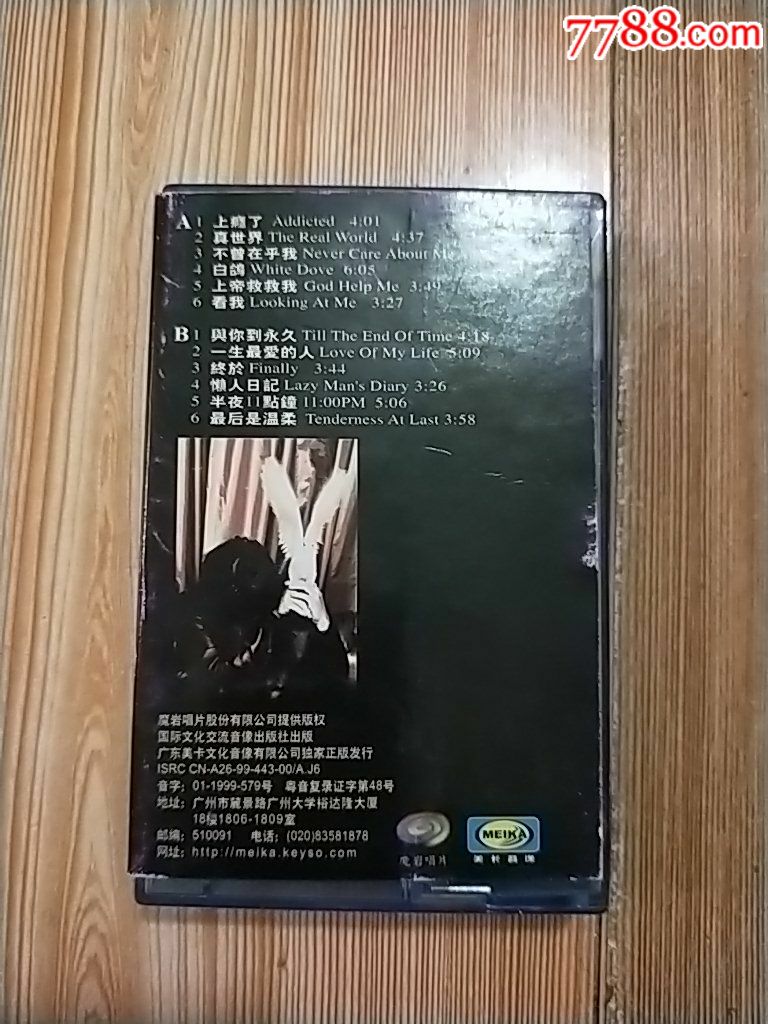 7788.com
A 1 上癮了 Addicted 4:01
2 真世界 The Real World 4:37
3 不曾在乎我 Never Care About Me
4 白鴿 White Dove 6:05
5 上帝救救我 God Help Me 3:49
6 看我 Looking At Me 3:27
B 1 與你到永久 Till The End Of Time 4:18
2 一生最愛的人 Love Of My Life 5:09
3 終於 Finally 3:44
4 懶人日記 Lazy Man's Diary 3:26
5 半夜11點鐘 11:00PM 5:06
6 最后是温柔 Tenderness At Last 3:58
魔岩唱片股份有限公司提供版权
国际文化交流音像出版社出版
广东美卡文化音像有限公司独家正版发行
ISRC CN-A26-99-443-00/A.J6
音字：01-1999-579号 粤音复录证字第48号
地址：广州市麓景路广州大学裕达隆大厦
18楼1806-1809室
邮编：510091 电话：(020)83581878
网址：http://meika.keyso.com
魔岩唱片
MEIKA